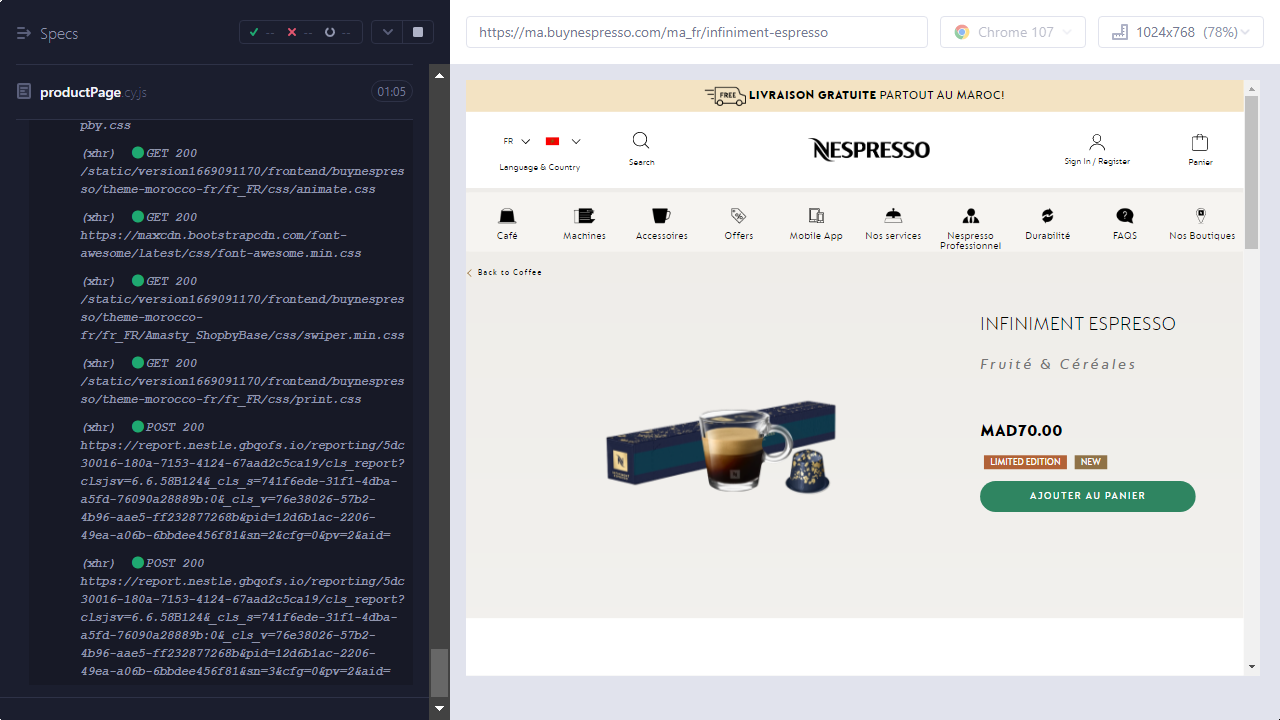 Specs
--
--
--
https://ma.buynespresso.com/ma_fr/infiniment-espresso
Chrome 107
1024x768 (78%)
productPage.cy.js
01:05
pby.css
(xhr) GET 200
/static/version1669091170/frontend/buynespres
so/theme-morocco-fr/fr_FR/css/animate.css
(xhr) GET 200
https://maxcdn.bootstrapcdn.com/font-
awesome/latest/css/font-awesome.min.css
(xhr) GET 200
/static/version1669091170/frontend/buynespres
so/theme-morocco-
fr/fr_FR/Amasty_ShopbyBase/css/swiper.min.css
(xhr) GET 200
/static/version1669091170/frontend/buynespres
so/theme-morocco-fr/fr_FR/css/print.css
(xhr) POST 200
https://report.nestle.gbqofs.io/reporting/5dc
30016-180a-7153-4124-67aad2c5ca19/cls_report?
clsjsv=6.6.58B124&_cls_s=741f6ede-31f1-4dba-
a5fd-76090a28889b:0&_cls_v=76e38026-57b2-
4b96-aae5-ff232877268b&pid=12d6b1ac-2206-
49ea-a06b-6bbdee456f81&sn=2&cfg=0&pv=2&aid=
(xhr) POST 200
https://report.nestle.gbqofs.io/reporting/5dc
30016-180a-7153-4124-67aad2c5ca19/cls_report?
clsjsv=6.6.58B124&_cls_s=741f6ede-31f1-4dba-
a5fd-76090a28889b:0&_cls_v=76e38026-57b2-
4b96-aae5-ff232877268b&pid=12d6b1ac-2206-
49ea-a06b-6bbdee456f81&sn=3&cfg=0&pv=2&aid=
FREE LIVRAISON GRATUITE PARTOUT AU MAROC!
FR
Language & Country
Search
NESPRESSO
Sign In / Register
Panier
Café
Machines
Accessoires
Offers
Mobile App
Nos services
Nespresso
Professionnel
Durabilité
FAQS
Nos Boutiques
Back to Coffee
INFINIMENT ESPRESSO
Fruité & Céréales
MAD70.00
LIMITED EDITION
NEW
AJOUTER AU PANIER